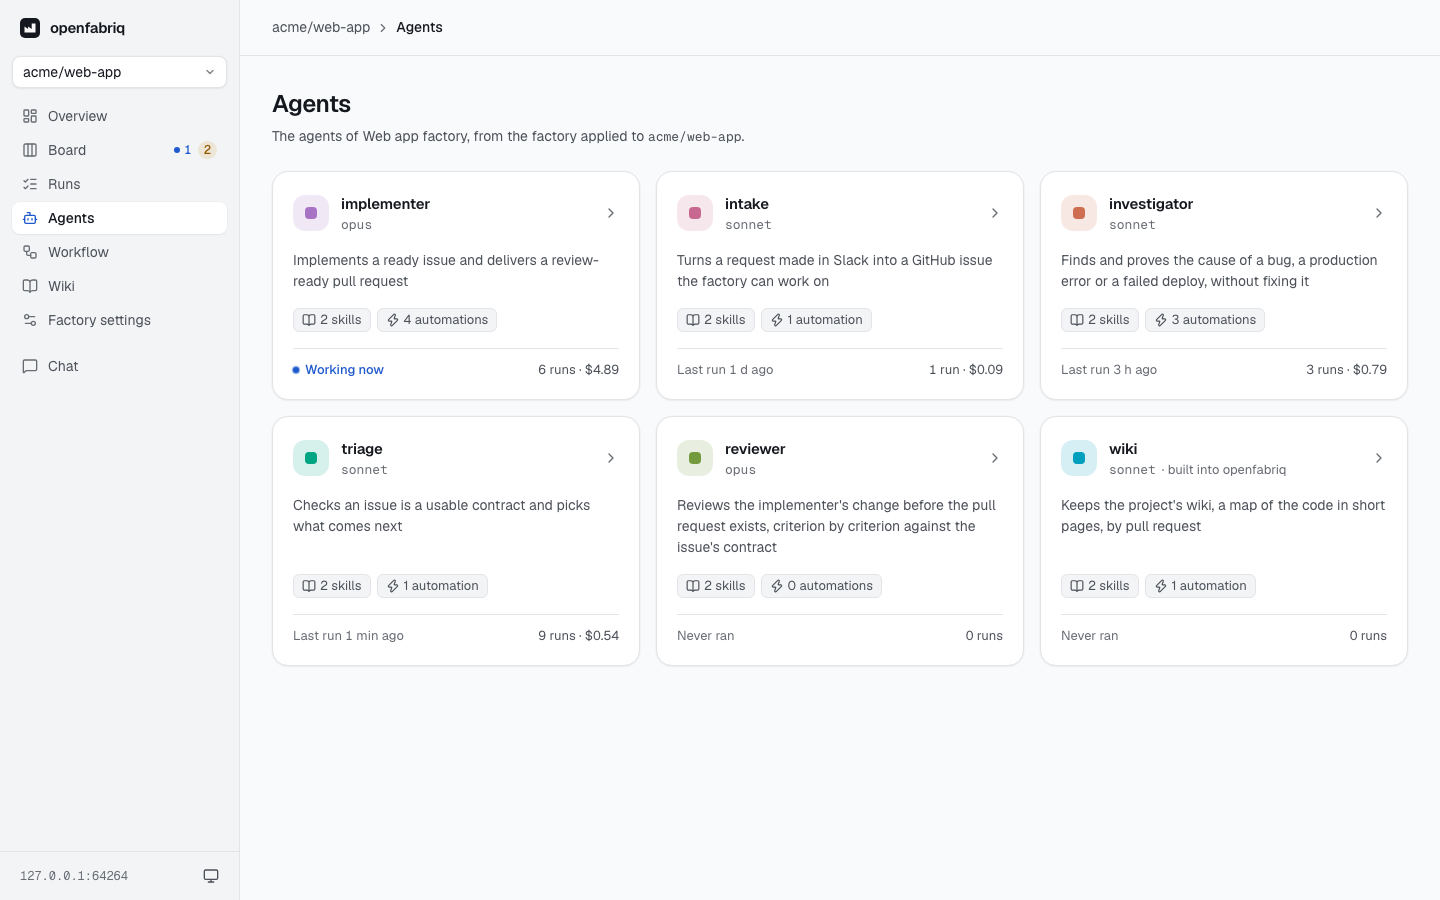 openfabriq
acme/web-app
Overview
Board 1 2
Runs
Agents
Workflow
Wiki
Factory settings
Chat
127.0.0.1:64264
acme/web-app > Agents
Agents
The agents of Web app factory, from the factory applied to acme/web-app.
implementer
opus
Implements a ready issue and delivers a review-
ready pull request
2 skills 4 automations
Working now 6 runs · $4.89
intake
sonnet
Turns a request made in Slack into a GitHub issue
the factory can work on
2 skills 1 automation
Last run 1 d ago 1 run · $0.09
investigator
sonnet
Finds and proves the cause of a bug, a production
error or a failed deploy, without fixing it
2 skills 3 automations
Last run 3 h ago 3 runs · $0.79
triage
sonnet
Checks an issue is a usable contract and picks
what comes next
2 skills 1 automation
Last run 1 min ago 9 runs · $0.54
reviewer
opus
Reviews the implementer's change before the pull
request exists, criterion by criterion against the
issue's contract
2 skills 0 automations
Never ran 0 runs
wiki
sonnet · built into openfabriq
Keeps the project's wiki, a map of the code in short
pages, by pull request
2 skills 1 automation
Never ran 0 runs